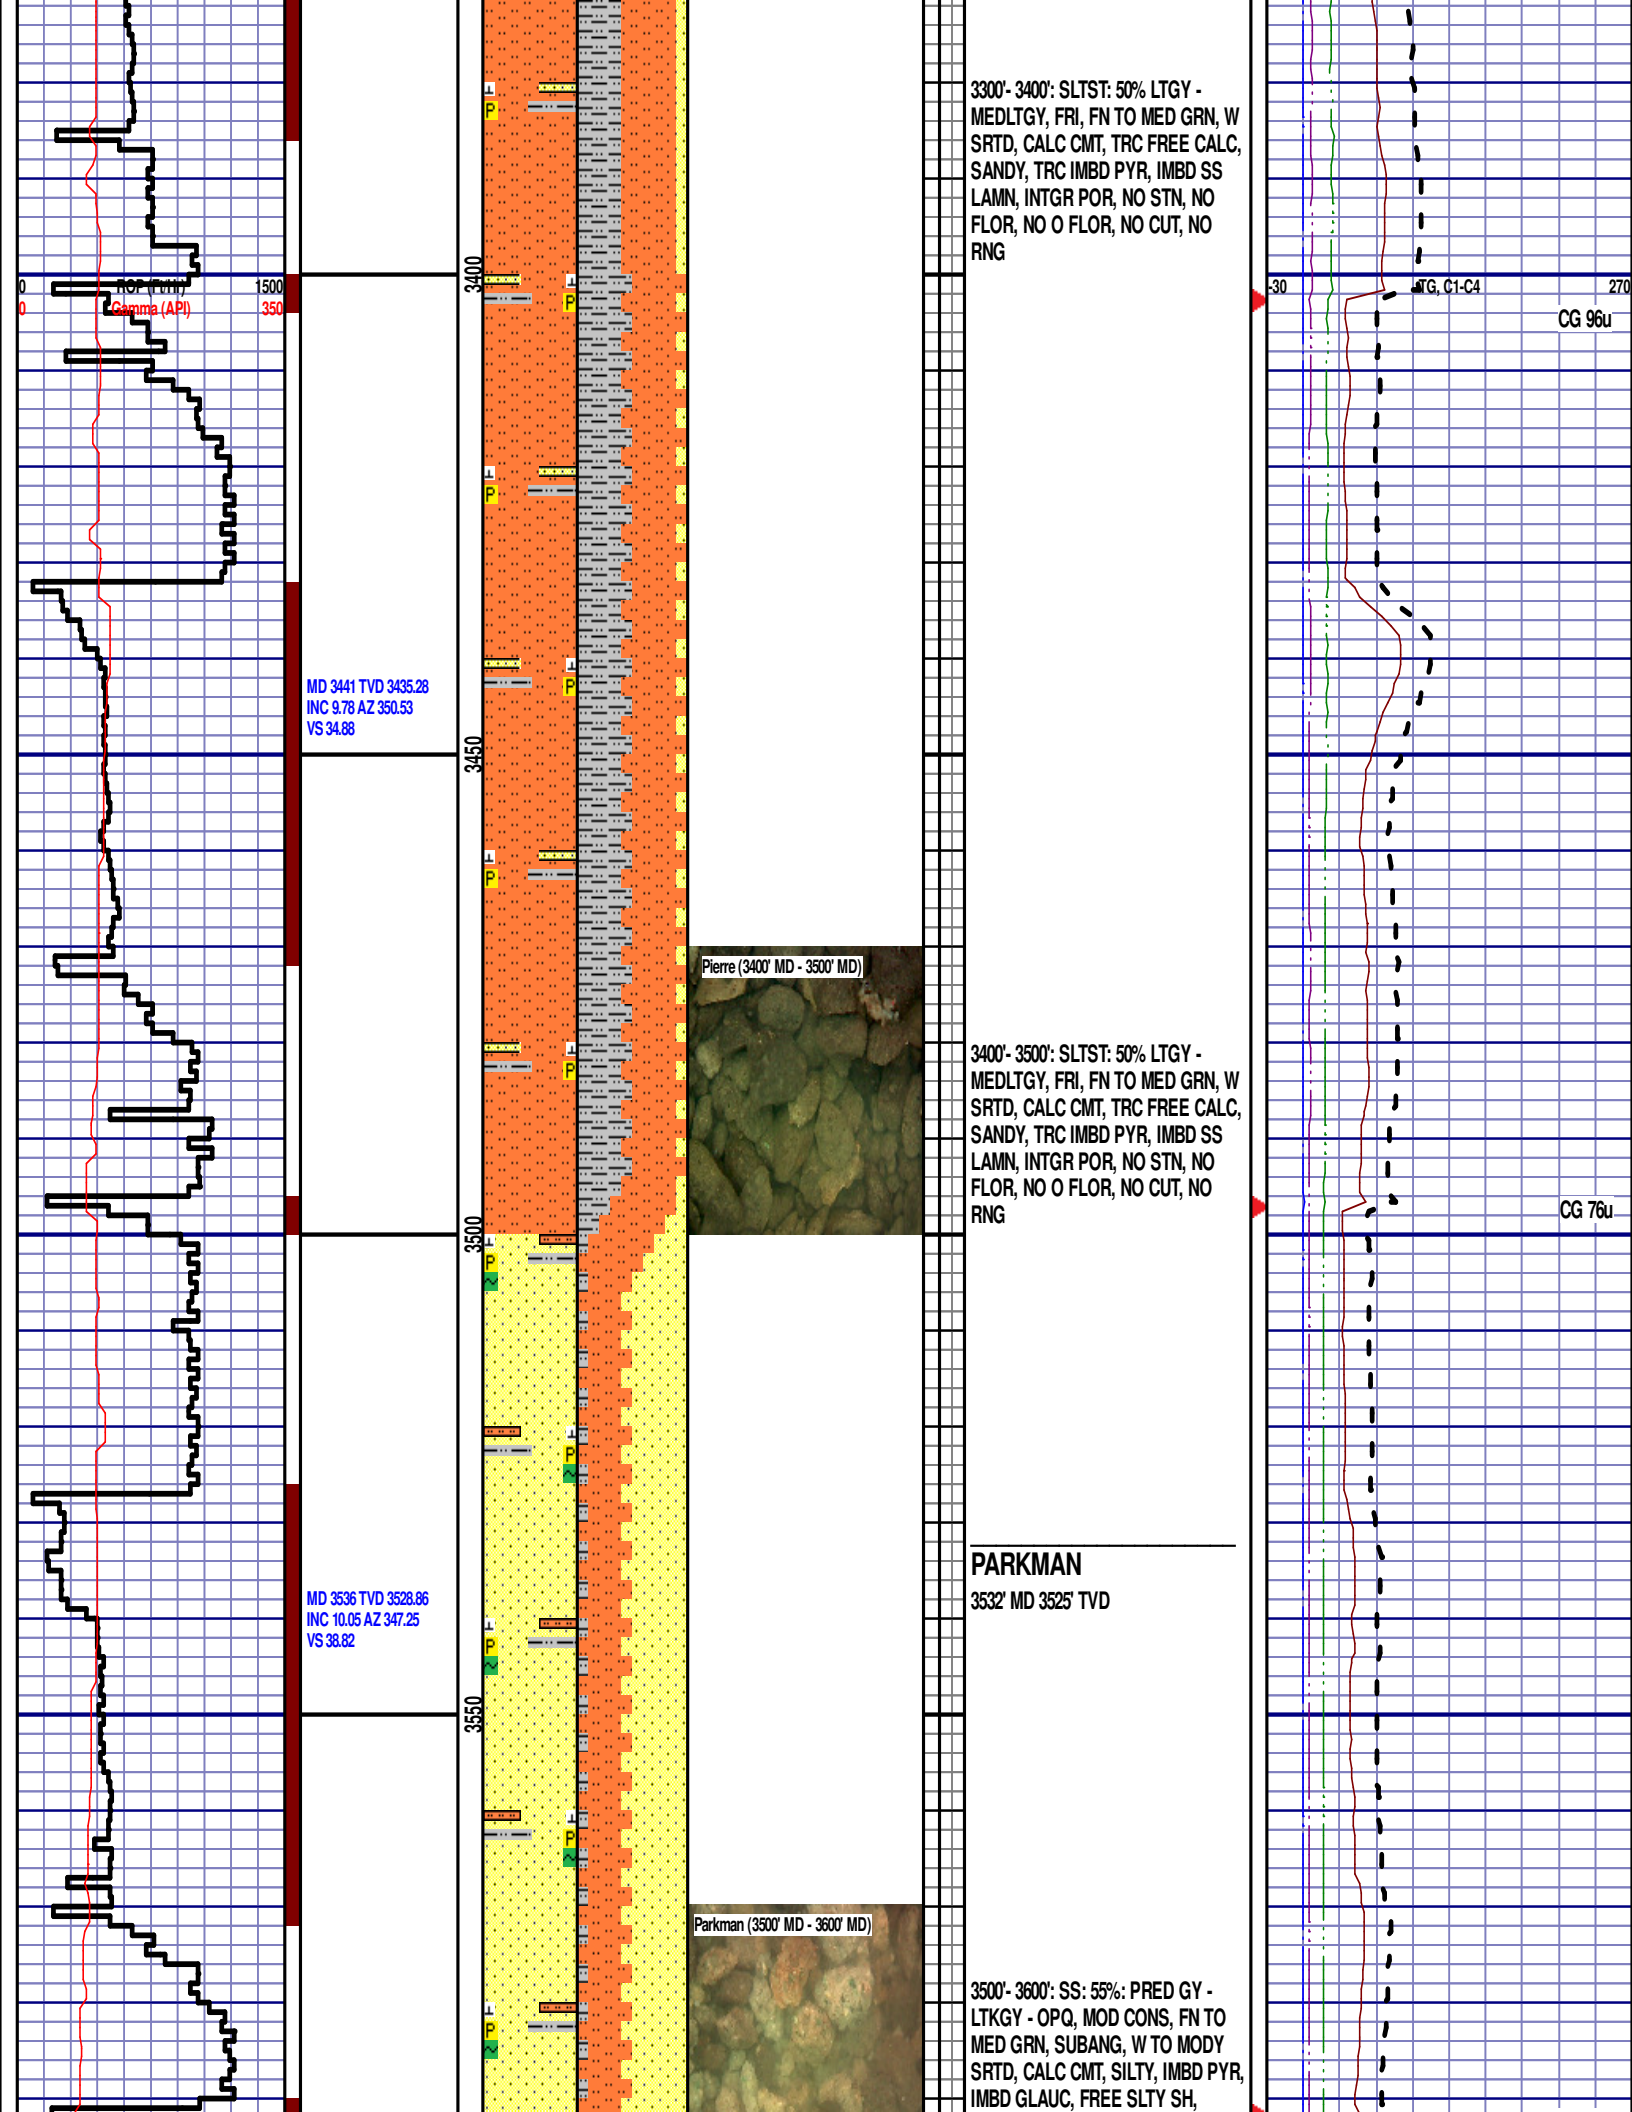 3300'- 3400': SLTST: 50% LTGY -
MEDLTGY, FRI, FN TO MED GRN, W
SRTD, CALC CMT, TRC FREE CALC,
SANDY, TRC IMBD PYR, IMBD SS
LAMN, INTGR POR, NO STN, NO
FLOR, NO O FLOR, NO CUT, NO
RNG
3400
0 ROP (Ft/Hr) 1500
0 Gamma (API) 350
-30 TG, C1-C4 270
CG 96u
MD 3441 TVD 3435.28
INC 9.78 AZ 350.53
VS 34.88
3450
Pierre (3400' MD - 3500' MD)
3400'- 3500': SLTST: 50% LTGY -
MEDLTGY, FRI, FN TO MED GRN, W
SRTD, CALC CMT, TRC FREE CALC,
SANDY, TRC IMBD PYR, IMBD SS
LAMN, INTGR POR, NO STN, NO
FLOR, NO O FLOR, NO CUT, NO
RNG
CG 76u
3500
PARKMAN
3532' MD 3525' TVD
MD 3536 TVD 3528.86
INC 10.05 AZ 347.25
VS 38.82
3550
Parkman (3500' MD - 3600' MD)
3500'- 3600': SS: 55%: PRED GY -
LTKGY - OPQ, MOD CONS, FN TO
MED GRN, SUBANG, W TO MODY
SRTD, CALC CMT, SILTY, IMBD PYR,
IMBD GLAUC, FREE SLTY SH,
P
P
P
P
P
P
P
P
P
P
P